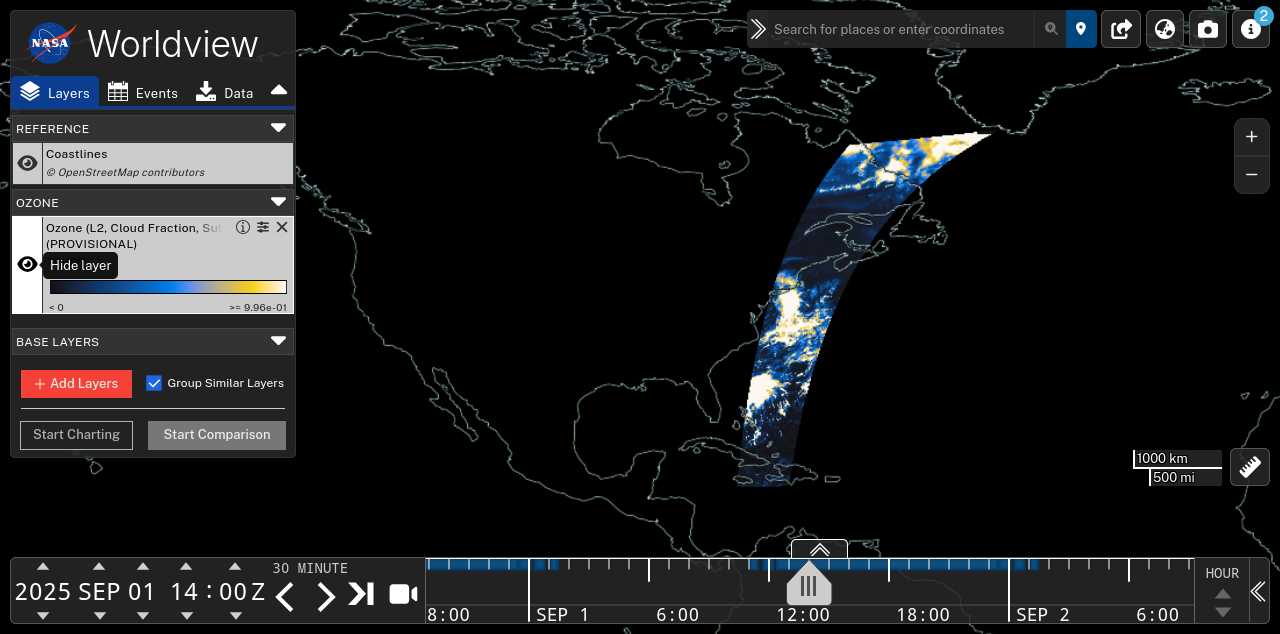 NASA
Worldview
Layers
Events
Data
REFERENCE
Coastlines
© OpenStreetMap contributors
OZONE
Ozone (L2, Cloud Fraction,
(PROVISIONAL)
Hide layer
< 0
>= 9.96e-01
BASE LAYERS
+ Add Layers
Group Similar Layers
Start Charting
Start Comparison
Search for places or enter coordinates
2
+
−
1000 km
500 mi
30 MINUTE
2025 SEP 01 14 : 00 Z
8:00
SEP 1
6:00
12:00
18:00
SEP 2
6:00
HOUR